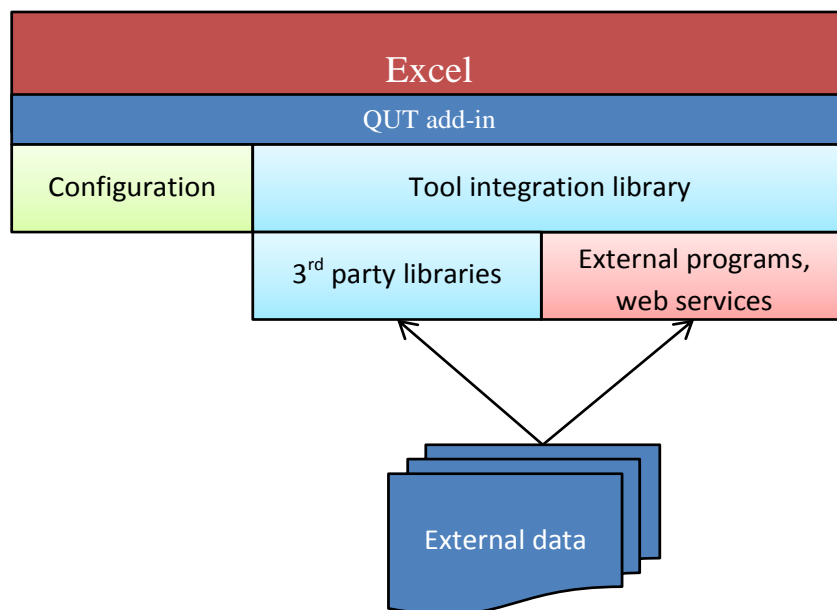 Excel
QUT add-in
Configuration
Tool integration library
3rd party libraries
External programs,
web services
External data